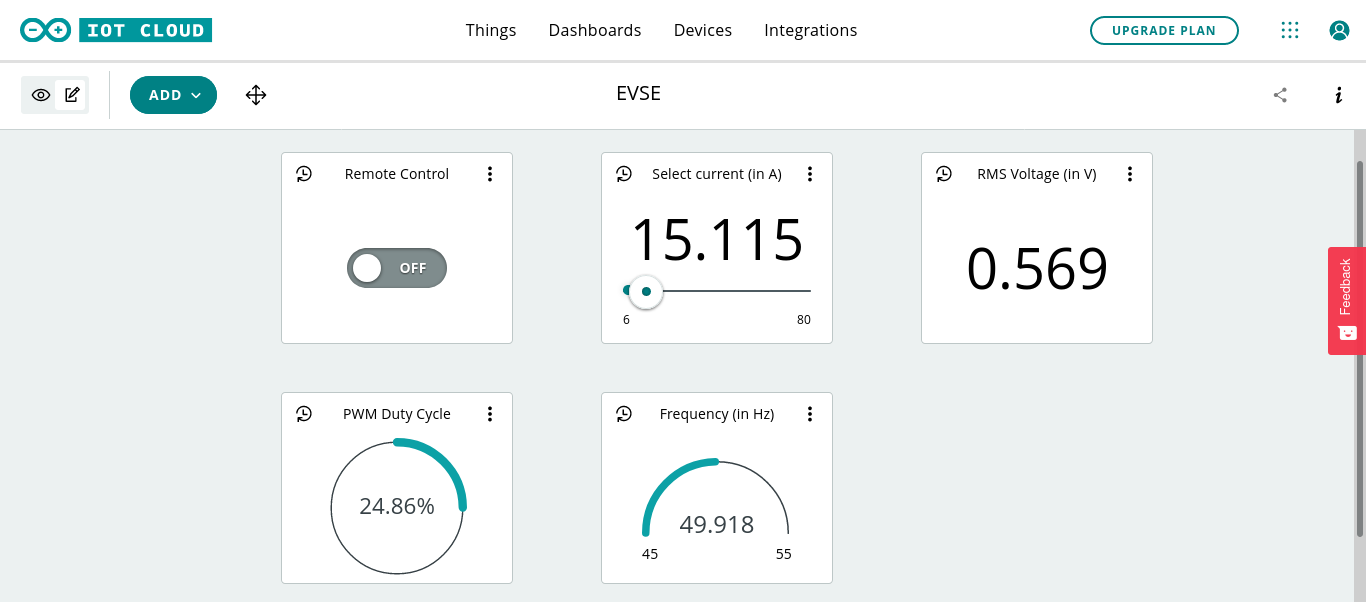 IOT CLOUD
Things
Dashboards
Devices
Integrations
UPGRADE PLAN
ADD
EVSE
Remote Control
OFF
Select current (in A)
15.115
6
80
RMS Voltage (in V)
0.569
Feedback
PWM Duty Cycle
24.86%
Frequency (in Hz)
49.918
45
55